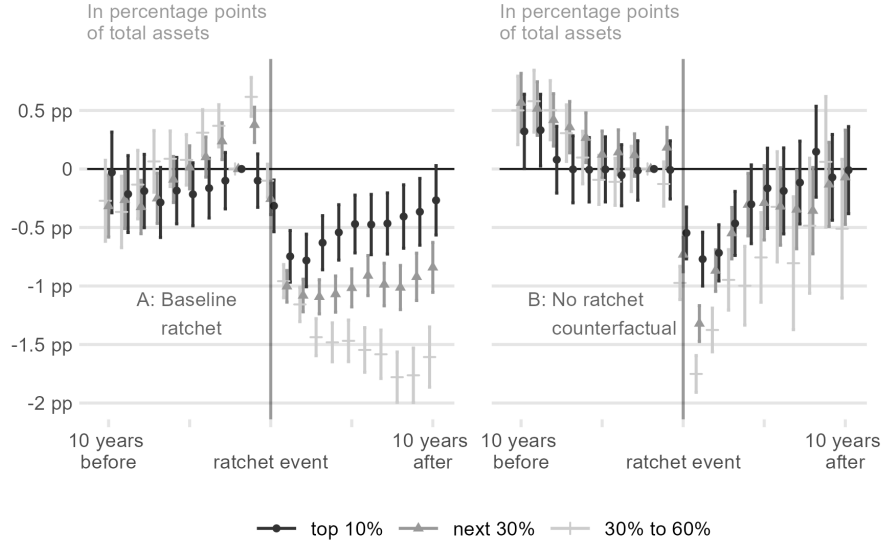 In percentage points
of total assets
In percentage points
of total assets
0.5 pp
0
-0.5 pp
-1 pp
-1.5 pp
-2 pp
A: Baseline
ratchet
B: No ratchet
counterfactual
10 years
before
ratchet event
10 years
after
10 years
before
ratchet event
10 years
after
top 10%
next 30%
30% to 60%